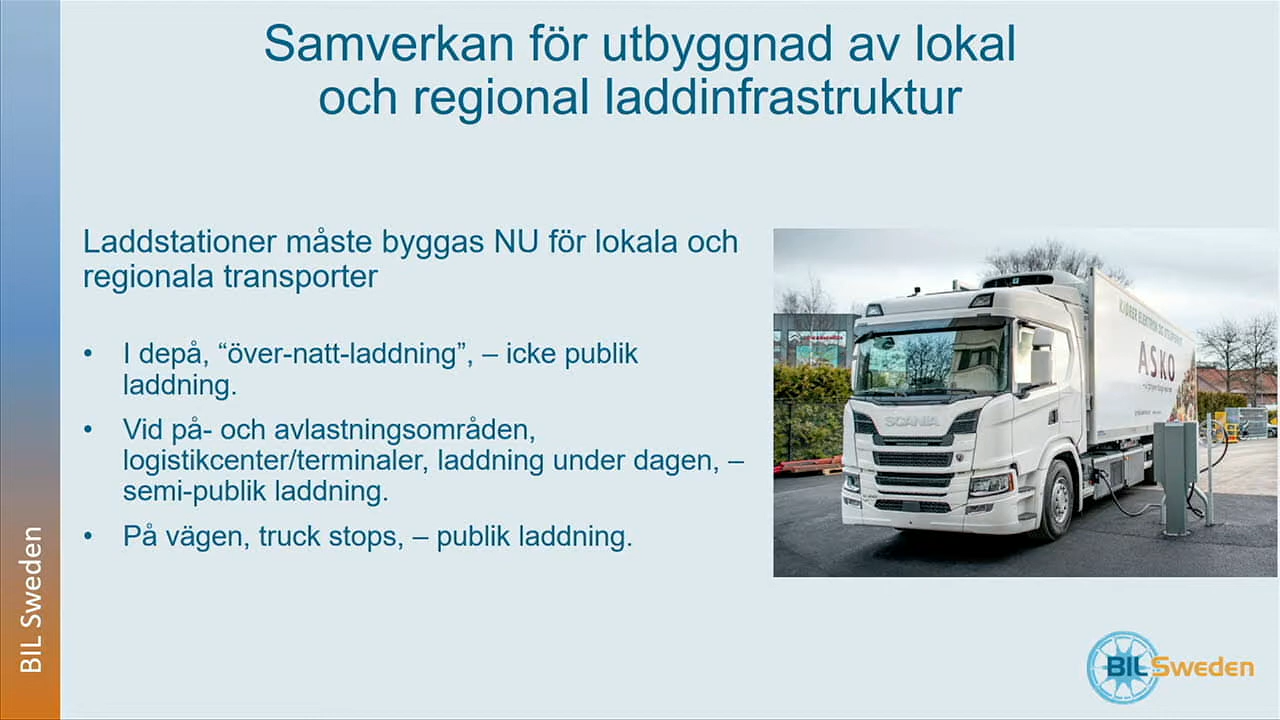 Samverkan för utbyggnad av lokal
och regional laddinfrastruktur
Laddstationer måste byggas NU för lokala och
regionala transporter
• I depå, “över-natt-laddning”, – icke publik
laddning.
• Vid på- och avlastningsområden,
logistikcenter/terminaler, laddning under dagen, –
semi-publik laddning.
• På vägen, truck stops, – publik laddning.
SCANIA
ASKO
BIL Sweden
BIL Sweden